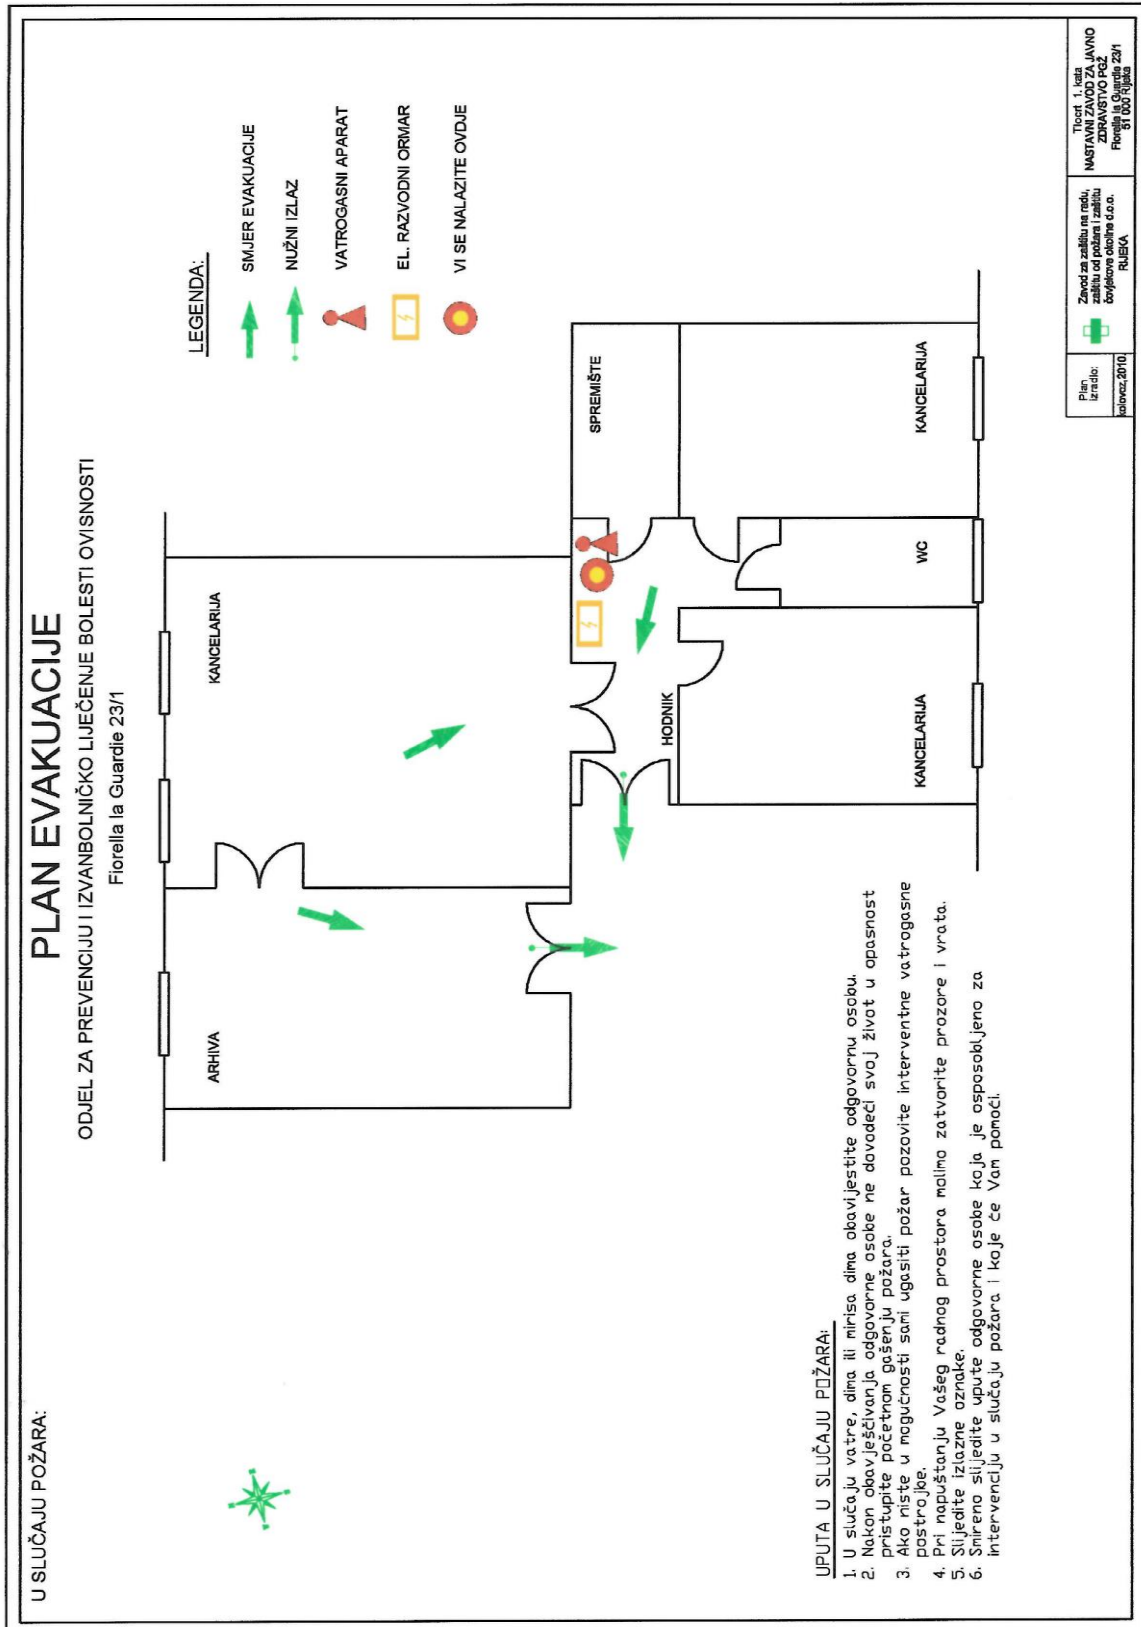 U SLUČAJU POŽARA:
PLAN EVAKUACIJE
ODJEL ZA PREVENCIJU I IZVANBOLNIČKO LIJEČENJE BOLESTI OVISNOSTI
Fiorella la Guardie 23/1
LEGENDA:
SMJER EVAKUACIJE
NUŽNI IZLAZ
VATROGASNI APARAT
EL. RAZVODNI ORMAR
VI SE NALAZITE OVDJE
ARHIVA
KANCELARIJA
SPREMIŠTE
HODNIK
KANCELARIJA
WC
KANCELARIJA
UPUTA U SLUČAJU POŽARA:
1. U slučaju vatre, dima ili mirisa dima obavijestite odgovornu osobu.
2. Nakon obavješćivanja odgovorne osobe ne dovodeći svoj život u opasnost
pristupite početnom gašenju požara.
3. Ako niste u mogućnosti sami ugasiti požar pozovite interventne vatrogasne
postrojbe.
4. Pri napuštanju Vašeg radnog prostora molimo zatvorite prozore i vrata.
5. Slijedite izlazne oznake.
6. Smireno slijedite upute odgovorne osobe koja je osposobljeno za
intervenciju u slučaju požara i koje će Vam pomoći.
Plan
izradio:
kolovoz,2010.
Zavod za zaštitu na radu,
zaštitu od požara i zaštitu
čovjekove okoline d.o.o.
RIJEKA
Tlocrt 1. kata
NASTAVNI ZAVOD ZA JAVNO
ZDRAVSTVO PGŽ
Fiorella la Guardie 23/1
51 000 Rijeka